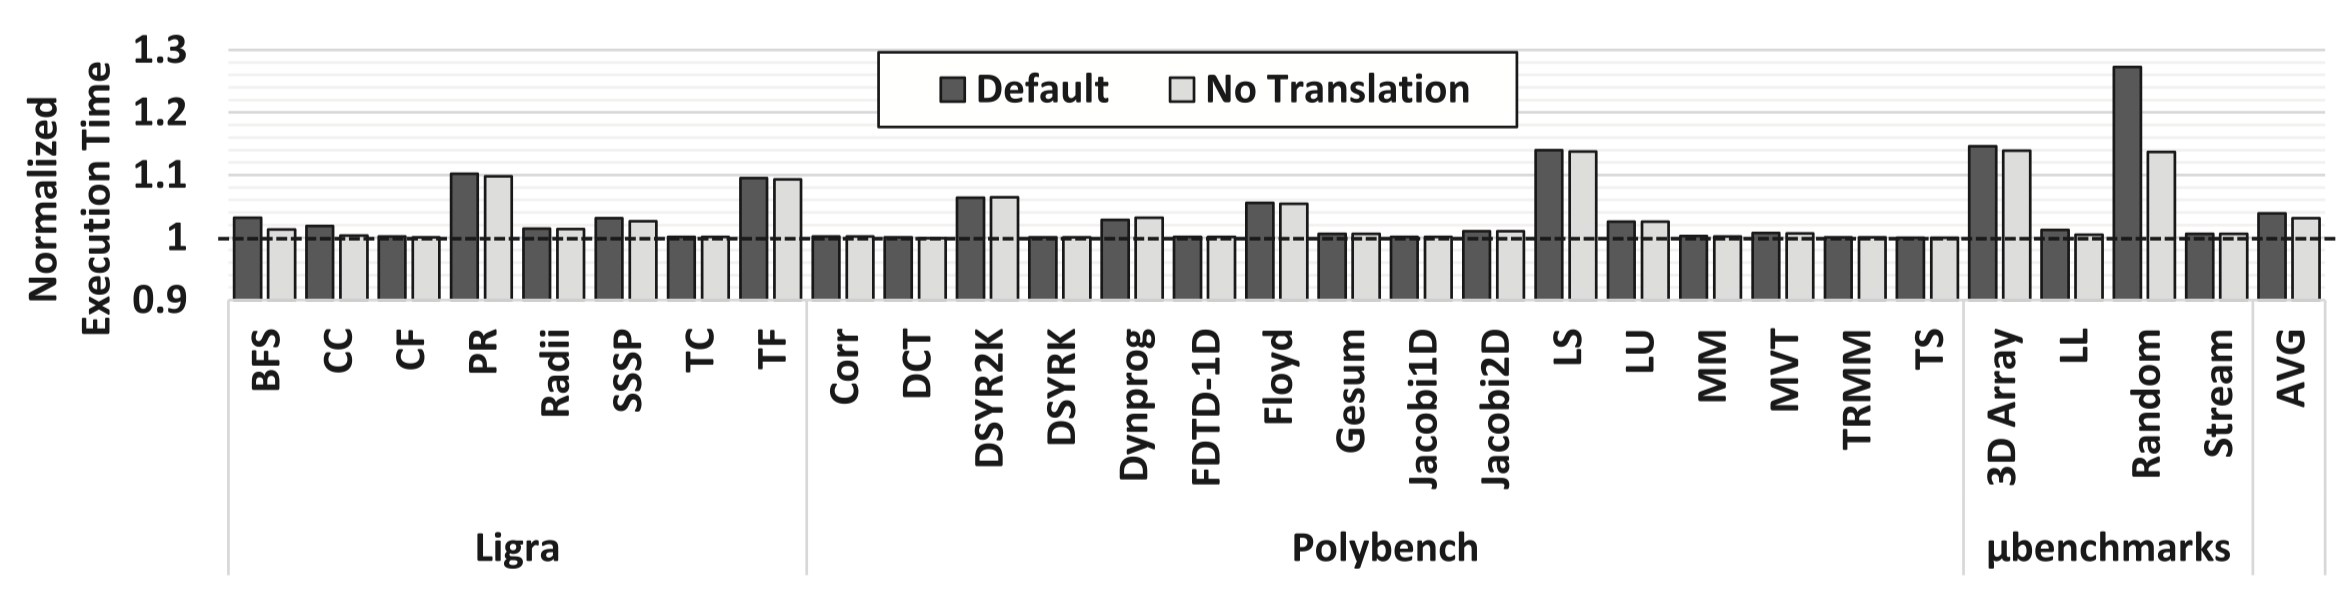 Normalized
Execution Time
1.3
1.2
1.1
1
0.9
Default
No Translation
BFS
CC
CF
PR
Radii
SSSP
TC
TF
Corr
DCT
DSYR2K
DSYRK
Dynprog
FDTD-1D
Floyd
Gesum
Jacobi1D
Jacobi2D
LS
LU
MM
MVT
TRMM
TS
3D Array
LL
Random
Stream
AVG
Ligra
Polybench
μbenchmarks